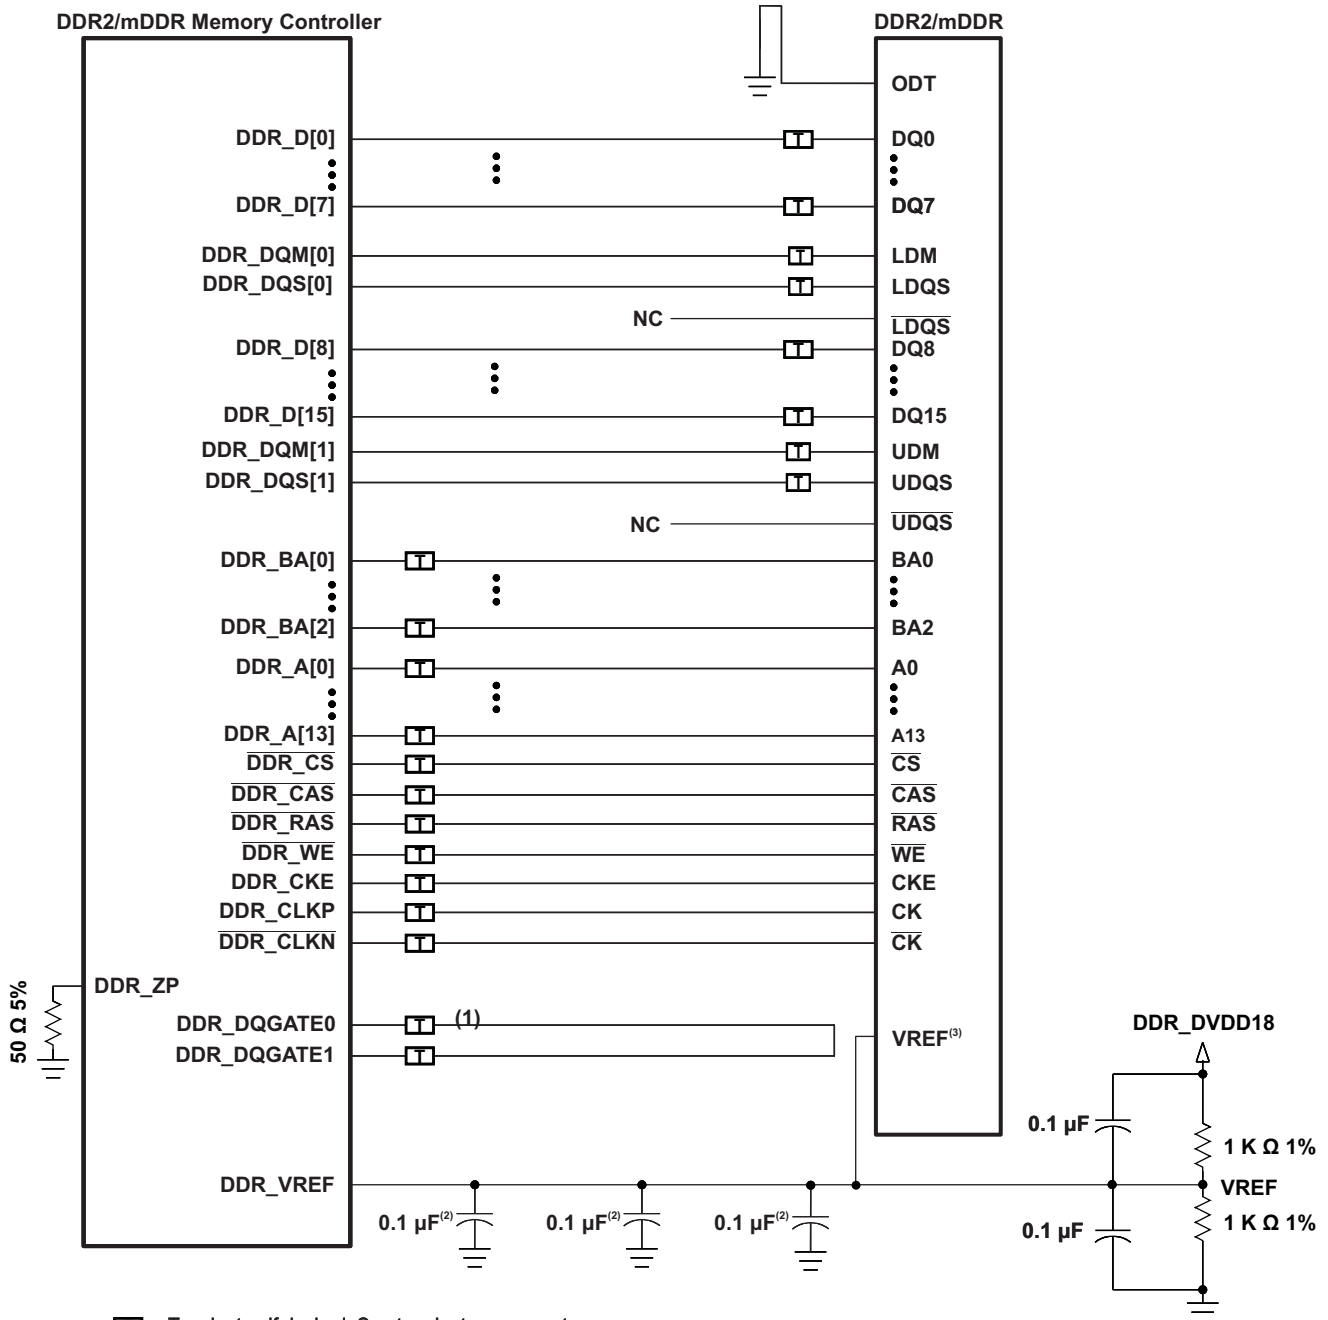 DDR2/mDDR Memory Controller
DDR2/mDDR
ODT
DDR_D[0]
T
DQ0
DDR_D[7]
T
DQ7
DDR_DQM[0]
T
LDM
DDR_DQS[0]
T
LDQS
NC
LDQS
DDR_D[8]
T
DQ8
DDR_D[15]
T
DQ15
DDR_DQM[1]
T
UDM
DDR_DQS[1]
T
UDQS
NC
UDQS
DDR_BA[0]
T
BA0
DDR_BA[2]
T
BA2
DDR_A[0]
T
A0
DDR_A[13]
T
A13
DDR_CS
T
CS
DDR_CAS
T
CAS
DDR_RAS
T
RAS
DDR_WE
T
WE
DDR_CKE
T
CKE
DDR_CLKP
T
CK
DDR_CLKN
T
CK
DDR_ZP
50 Ω 5%
DDR_DQGATE0
T
(1)
DDR_DQGATE1
T
VREF(3)
DDR_DVDD18
0.1 µF
1 K Ω 1%
DDR_VREF
VREF
0.1 µF(2)
0.1 µF(2)
0.1 µF(2)
0.1 µF
1 K Ω 1%